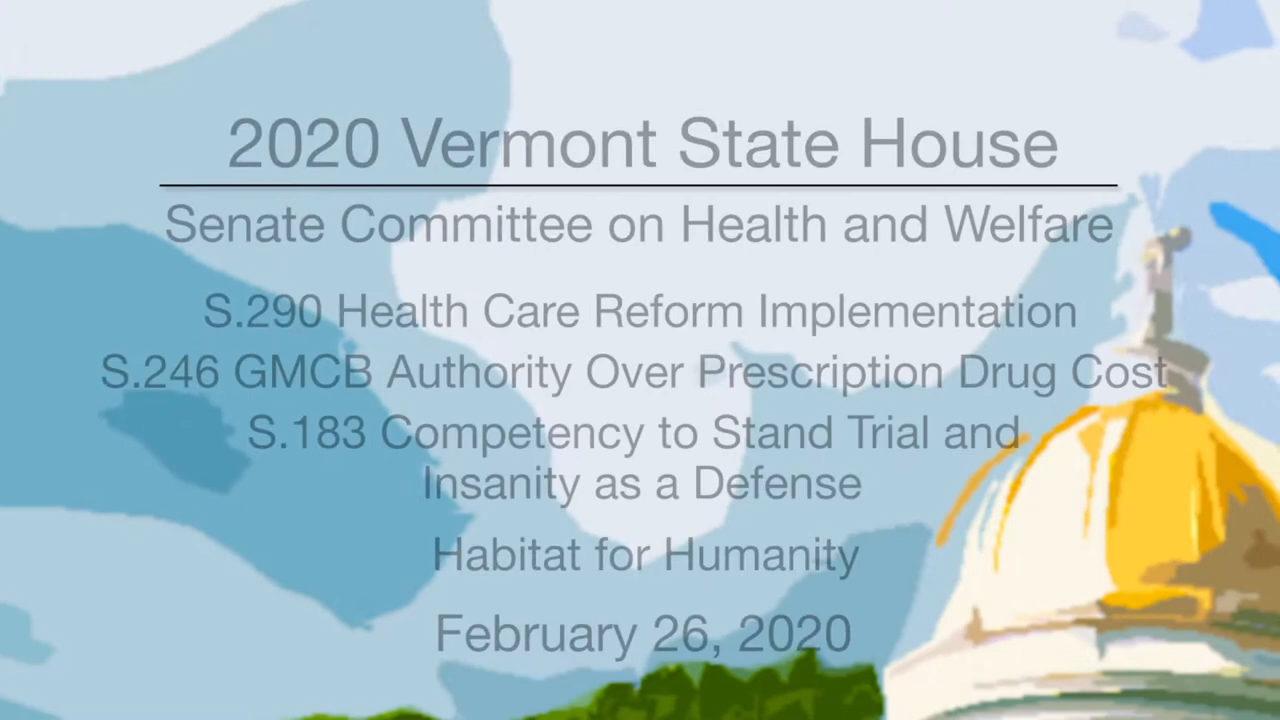 2020 Vermont State House
Senate Committee on Health and Welfare
S.290 Health Care Reform Implementation
S.246 GMCB Authority Over Prescription Drug Cost
S.183 Competency to Stand Trial and
Insanity as a Defense
Habitat for Humanity
February 26, 2020